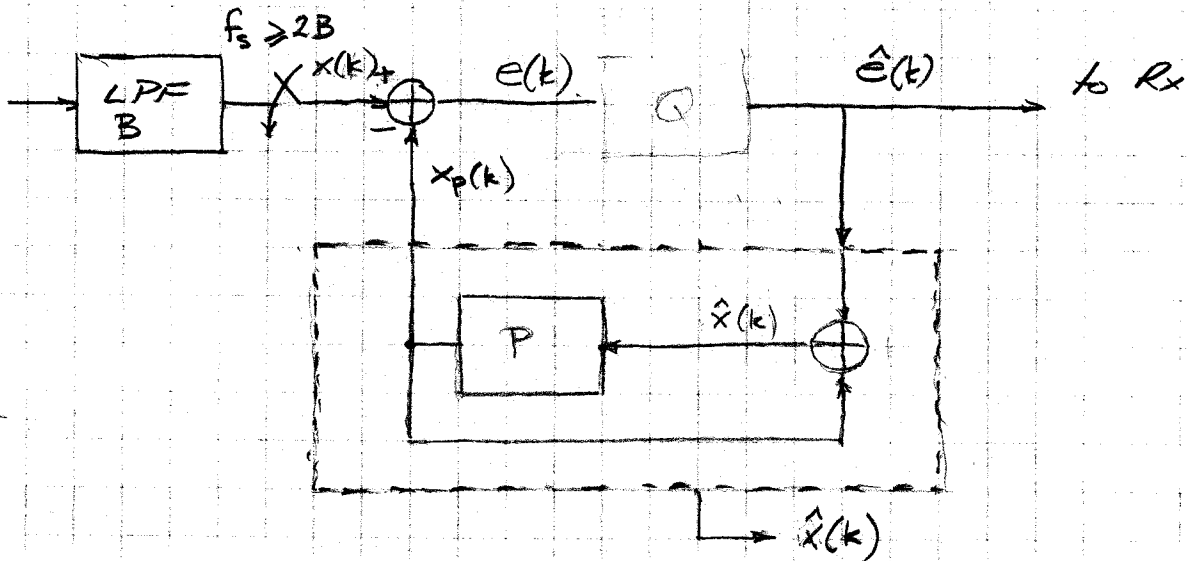 f_s ≥ 2B
LPF
B
x(k) +
−
e(k)
Q
ê(k)
to Rx
x_p(k)
P
x̂(k)
x̂(k)